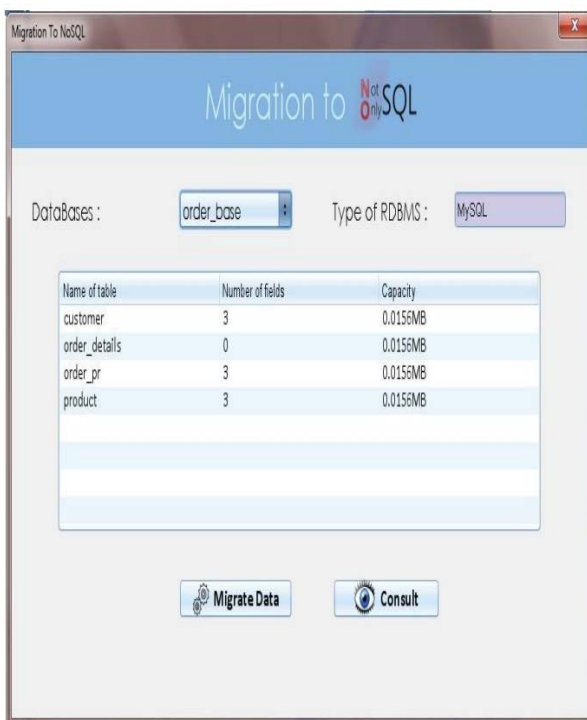 Migration To NoSQL
X
Migration to Not Only SQL
DataBases : order_base Type of RDBMS : MySQL
Name of table Number of fields Capacity
customer 3 0.0156MB
order_details 0 0.0156MB
order_pr 3 0.0156MB
product 3 0.0156MB
Migrate Data Consult